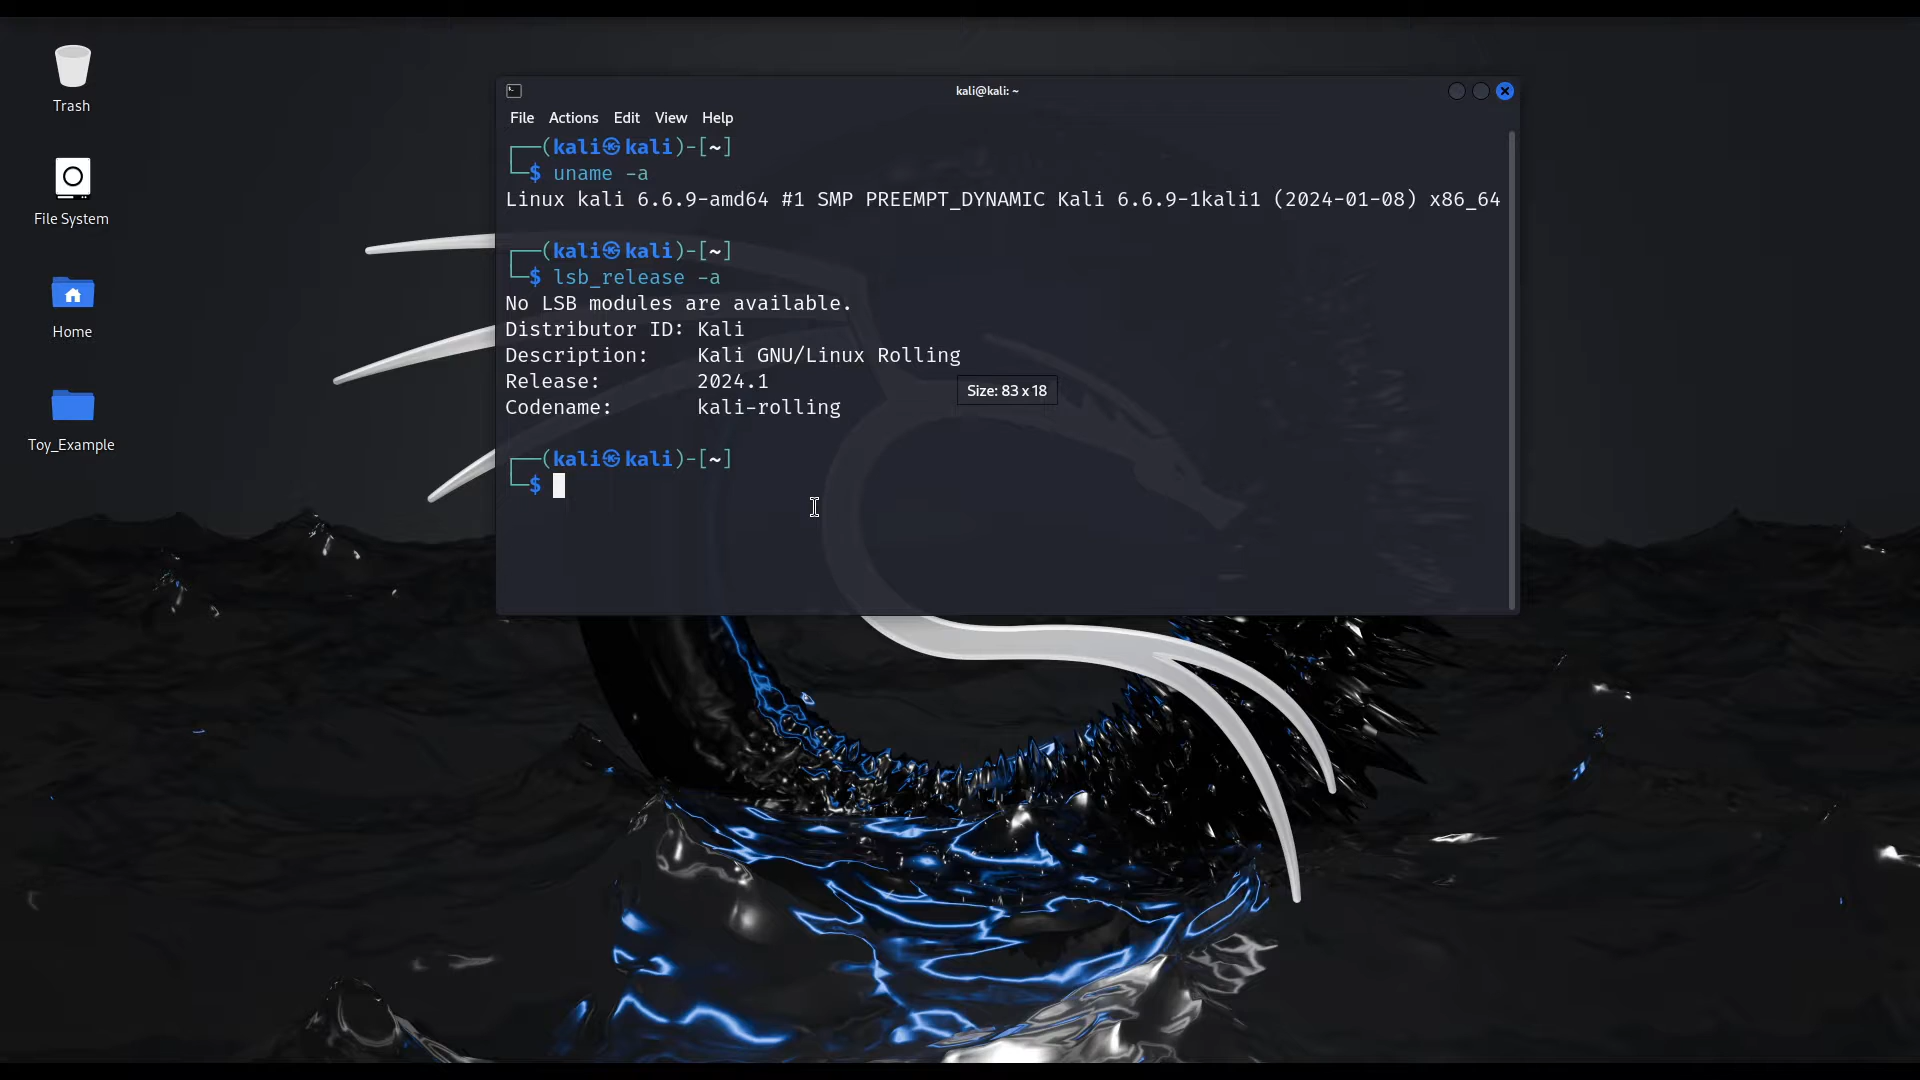 Trash
File System
Home
Toy_Example
kali@kali: ~
File Actions Edit View Help
┌──(kali㉿kali)-[~]
└─$ uname -a
Linux kali 6.6.9-amd64 #1 SMP PREEMPT_DYNAMIC Kali 6.6.9-1kali1 (2024-01-08) x86_64
┌──(kali㉿kali)-[~]
└─$ lsb_release -a
No LSB modules are available.
Distributor ID: Kali
Description: Kali GNU/Linux Rolling
Release: 2024.1
Size: 83 x 18
Codename: kali-rolling
┌──(kali㉿kali)-[~]
└─$